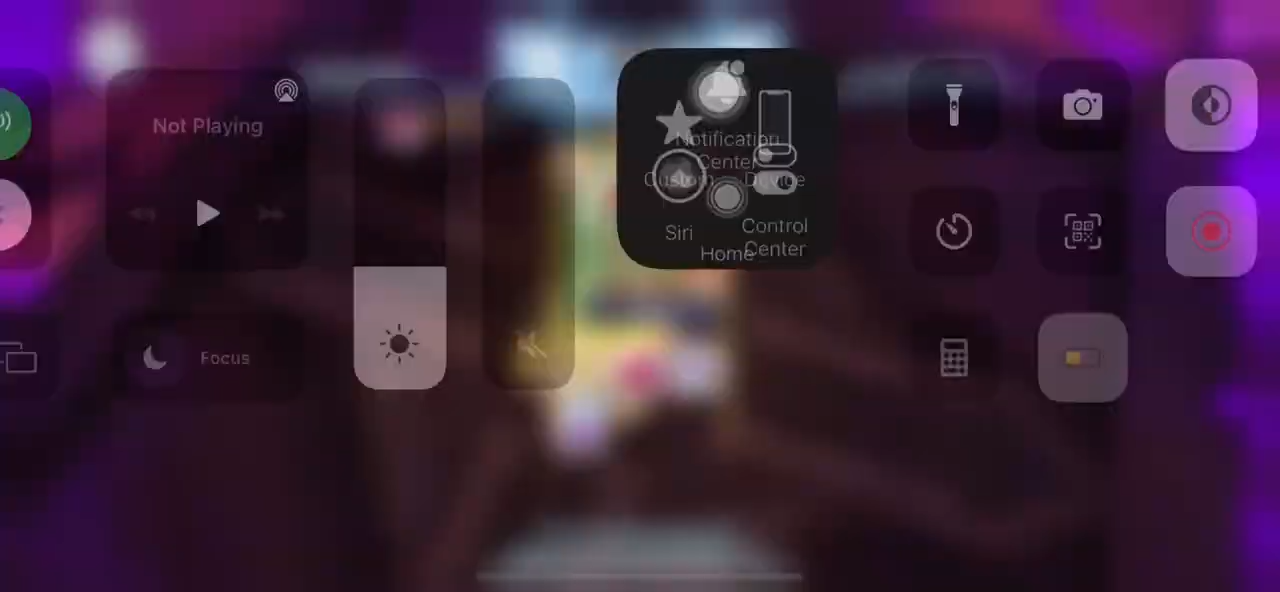 Not Playing
Notification
Center
Custom
Device
Siri
Control
Center
Home
Focus